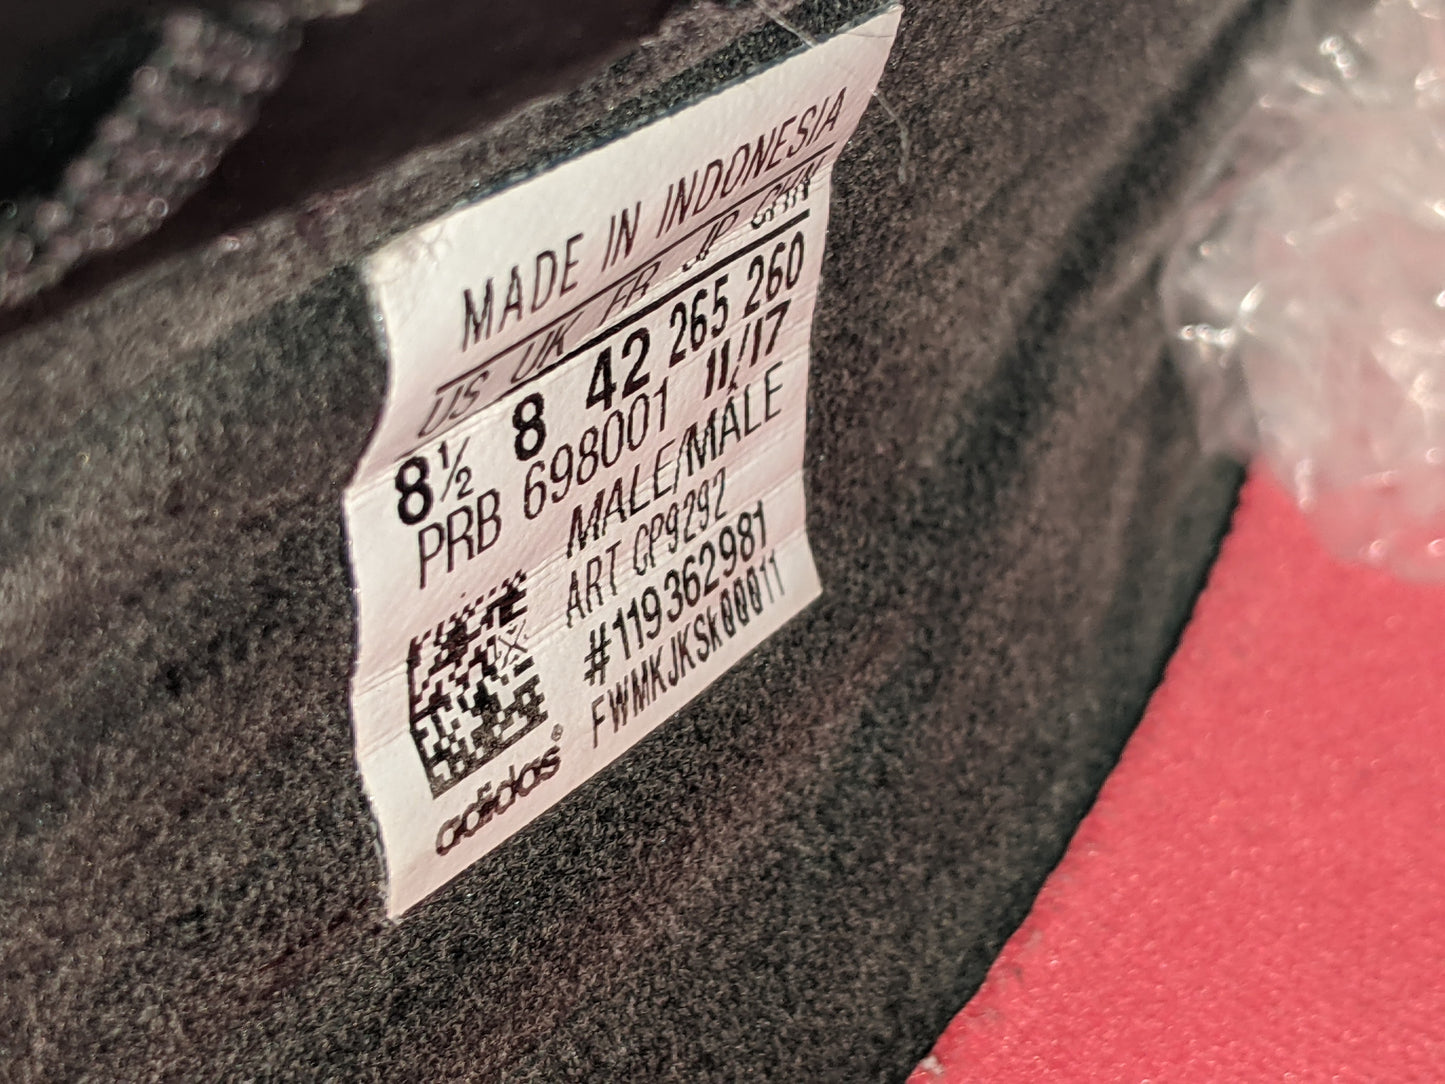 MADE IN INDONESIA
US UK FR JP CHN
8½ 8 42 265 260
PRB 698001 11/17
MALE/MÂLE
ART CP9292
#119362981
FWMKJKSK00011
adidas®